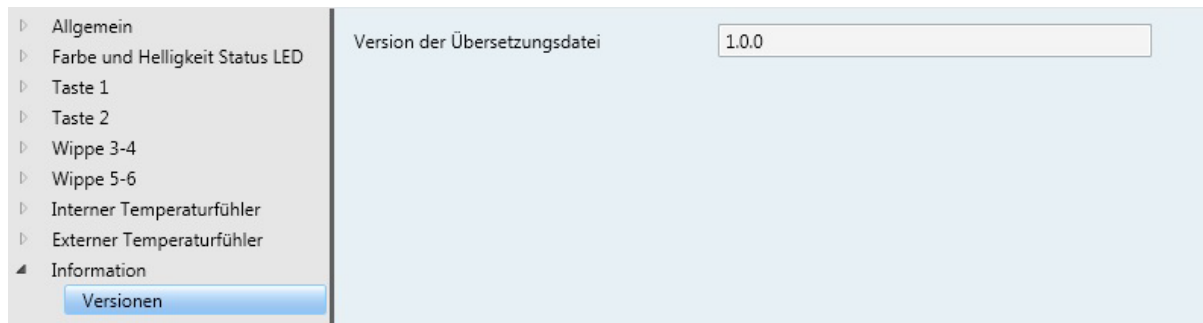 Allgemein
Farbe und Helligkeit Status LED
Taste 1
Taste 2
Wippe 3-4
Wippe 5-6
Interner Temperaturfühler
Externer Temperaturfühler
Information
Versionen
Version der Übersetzungsdatei 1.0.0